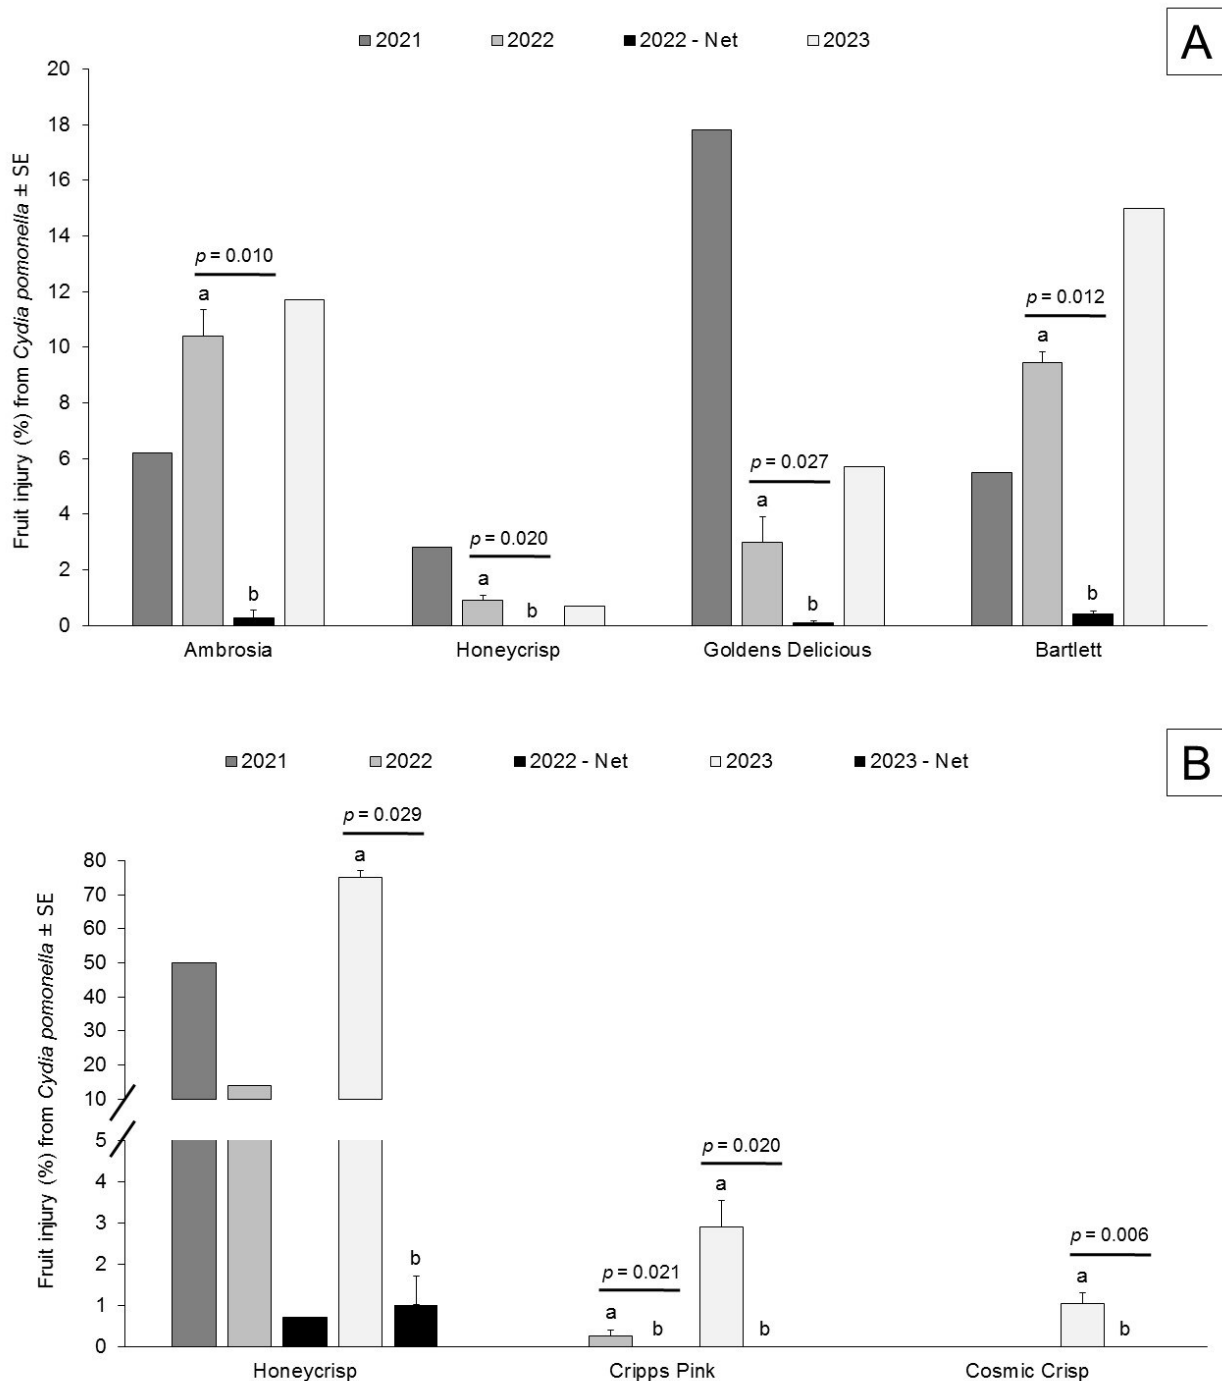 2021 2022 2022 - Net 2023
A
Fruit injury (%) from Cydia pomonella ± SE
20
18
16
14
12
10
8
6
4
2
0
p = 0.010
a
b
p = 0.020
a
b
p = 0.027
a
b
p = 0.012
a
b
Ambrosia Honeycrisp Goldens Delicious Bartlett
2021 2022 2022 - Net 2023 2023 - Net
B
Fruit injury (%) from Cydia pomonella ± SE
80
70
60
50
40
30
20
10
5
4
3
2
1
0
p = 0.029
a
b
p = 0.021
a
b
p = 0.020
a
b
p = 0.006
a
b
Honeycrisp Cripps Pink Cosmic Crisp